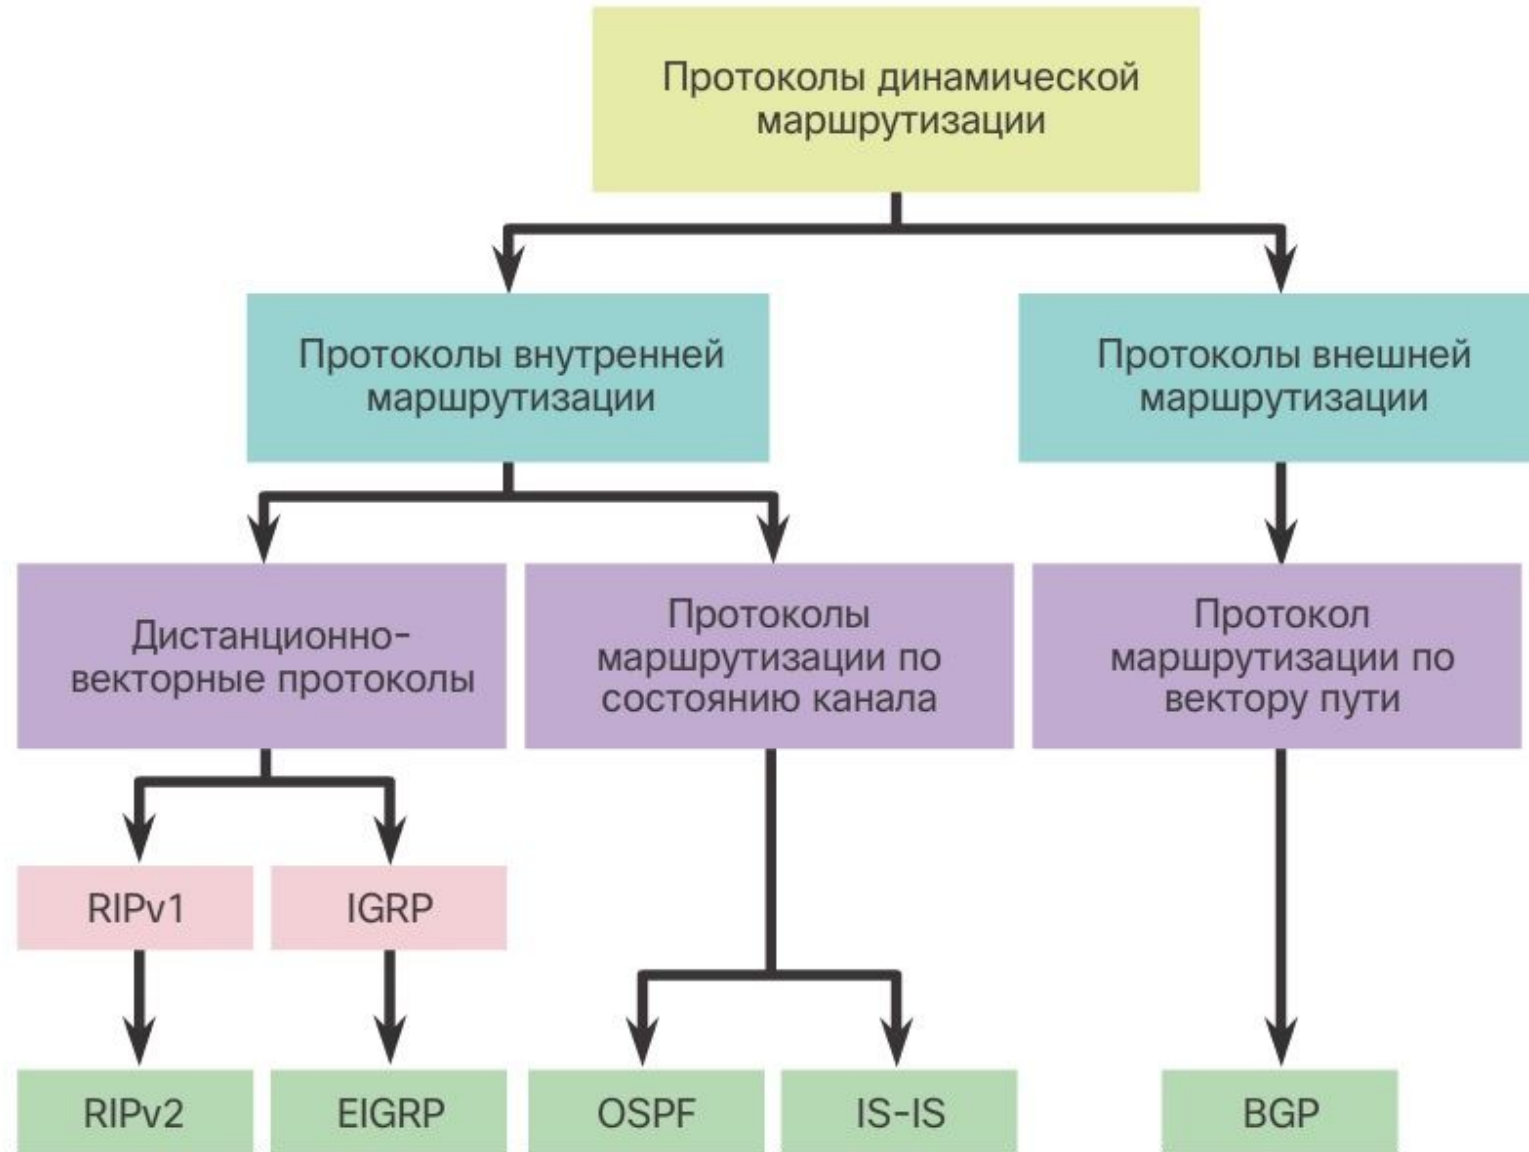 Протоколы динамической
маршрутизации
Протоколы внутренней
маршрутизации
Протоколы внешней
маршрутизации
Дистанционно-
векторные протоколы
Протоколы
маршрутизации по
состоянию канала
Протокол
маршрутизации по
вектору пути
RIPv1
IGRP
RIPv2
EIGRP
OSPF
IS-IS
BGP